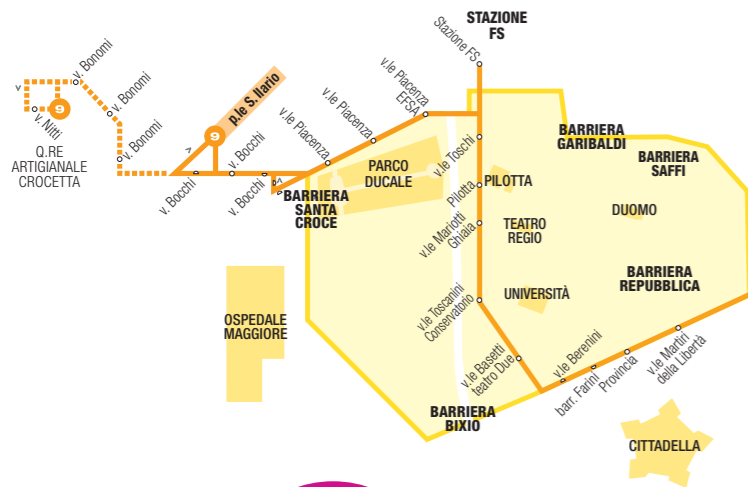 STAZIONE
FS
Stazione FS
v. Bonomi
v. Bonomi
v. Bonomi
9
v. Nitti
Q.RE
ARTIGIANALE
CROCETTA
9
p.le S. Ilario
v. Bocchi
v. Bocchi
v. Bocchi
v.le Piacenza
v.le Piacenza
v.le Piacenza
EFSA
BARRIERA
SANTA
CROCE
PARCO
DUCALE
v.le Toschi
Pilotta
PILOTTA
v.le Mariotti
Ghiaia
TEATRO
REGIO
BARRIERA
GARIBALDI
BARRIERA
SAFFI
DUOMO
BARRIERA
REPUBBLICA
UNIVERSITÀ
v.le Toscanini
Conservatorio
OSPEDALE
MAGGIORE
v.le Basetti
teatro Due
v.le Berenini
barr. Farini
Provincia
v.le Martiri
della Libertà
BARRIERA
BIXIO
CITTADELLA